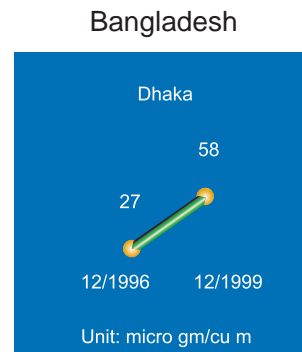 Bangladesh
Dhaka
58
27
12/1996 12/1999
Unit: micro gm/cu m